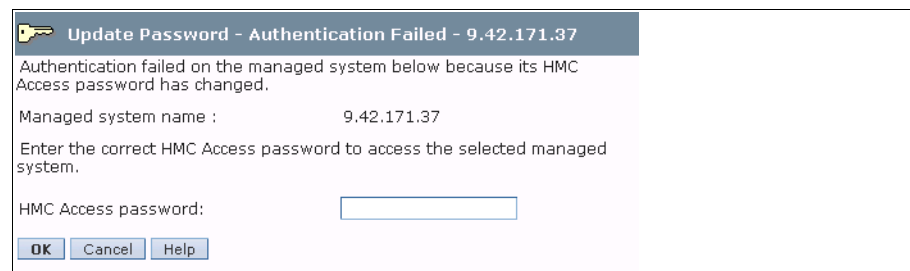 Update Password - Authentication Failed - 9.42.171.37
Authentication failed on the managed system below because its HMC
Access password has changed.
Managed system name : 9.42.171.37
Enter the correct HMC Access password to access the selected managed
system.
HMC Access password:
OK Cancel Help